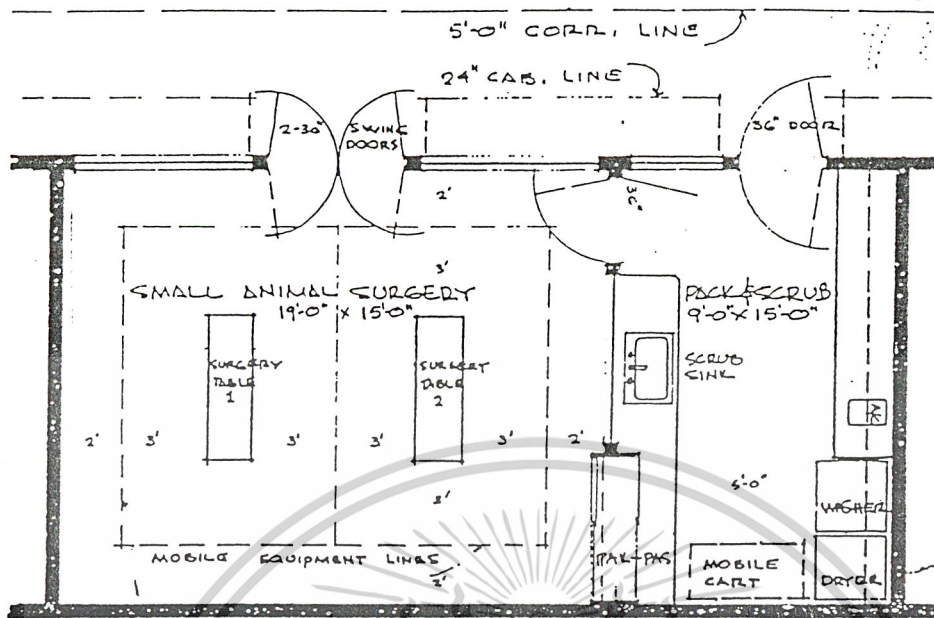 5'-0" CORR. LINE
24" CAB. LINE
2-30"
SWING
DOORS
36" DOOR
2'
3'
SMALL ANIMAL SURGERY
19'-0" x 15'-0"
PACK & SCRUB
9'-0" x 15'-0"
SURGERY
TABLE
1
SURGERY
TABLE
2
SCRUB
SINK
2'
3'
3'
3'
3'
2'
3'
5'-0"
WASHER
MOBILE EQUIPMENT LINES
2'
PAK-PAS
MOBILE
CART
DRYER